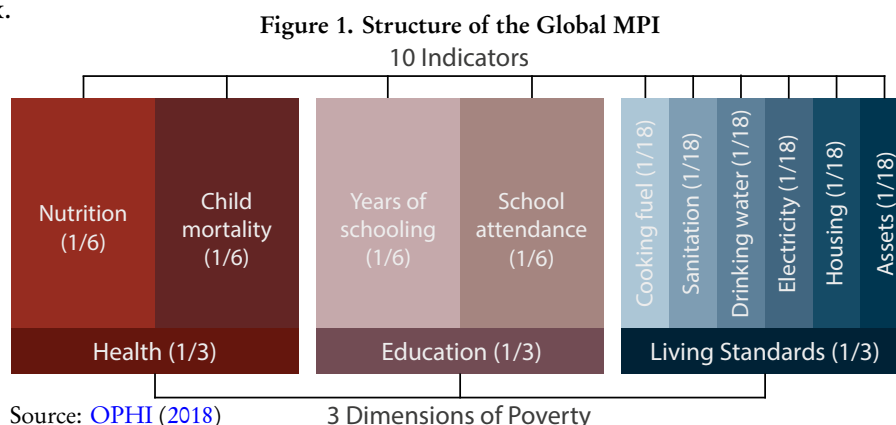 k.
Figure 1. Structure of the Global MPI
10 Indicators
Nutrition
(1/6)
Child
mortality
(1/6)
Years of
schooling
(1/6)
School
attendance
(1/6)
Cooking fuel (1/18)
Sanitation (1/18)
Drinking water (1/18)
Electricity (1/18)
Housing (1/18)
Assets (1/18)
Health (1/3)
Education (1/3)
Living Standards (1/3)
Source: OPHI (2018)
3 Dimensions of Poverty